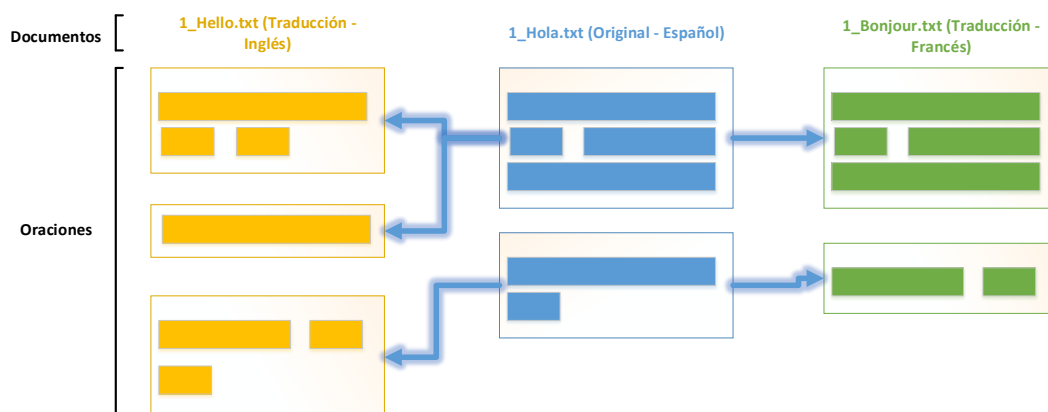 Documentos
1_Hello.txt (Traducción -
Inglés)
1_Hola.txt (Original - Español)
1_Bonjour.txt (Traducción -
Francés)
Oraciones